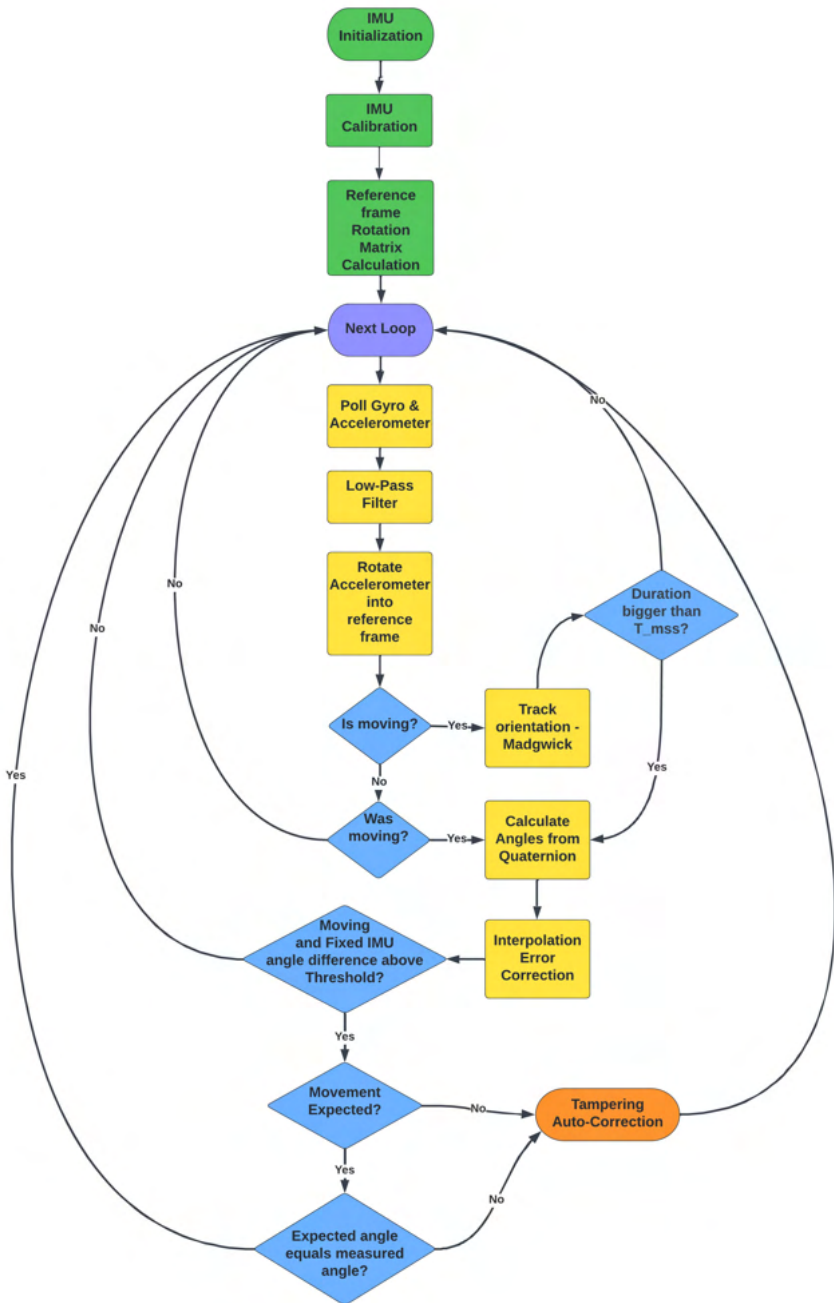 IMU
Initialization
IMU
Calibration
Reference
frame
Rotation
Matrix
Calculation
Next Loop
Poll Gyro &
Accelerometer
No
Low-Pass
Filter
Rotate
Accelerometer
into
reference
frame
No
Duration
bigger than
T_mss?
No
Is moving?
Yes
Track
orientation -
Madgwick
Yes
No
Yes
Was
moving?
Yes
Calculate
Angles from
Quaternion
Moving
and Fixed IMU
angle difference above
Threshold?
Interpolation
Error
Correction
Yes
Movement
Expected?
No
Tampering
Auto-Correction
Yes
No
Expected angle
equals measured
angle?